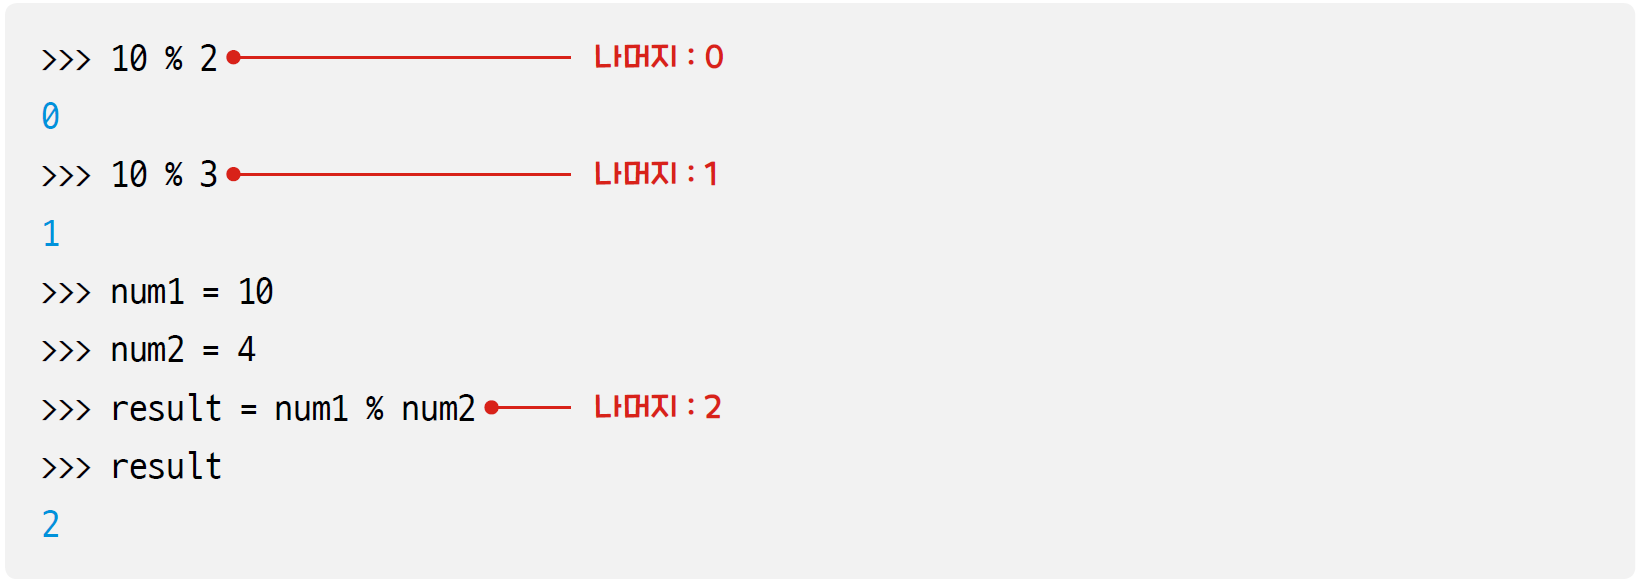 >>> 10 % 2 나머지 : 0
0
>>> 10 % 3 나머지 : 1
1
>>> num1 = 10
>>> num2 = 4
>>> result = num1 % num2 나머지 : 2
>>> result
2